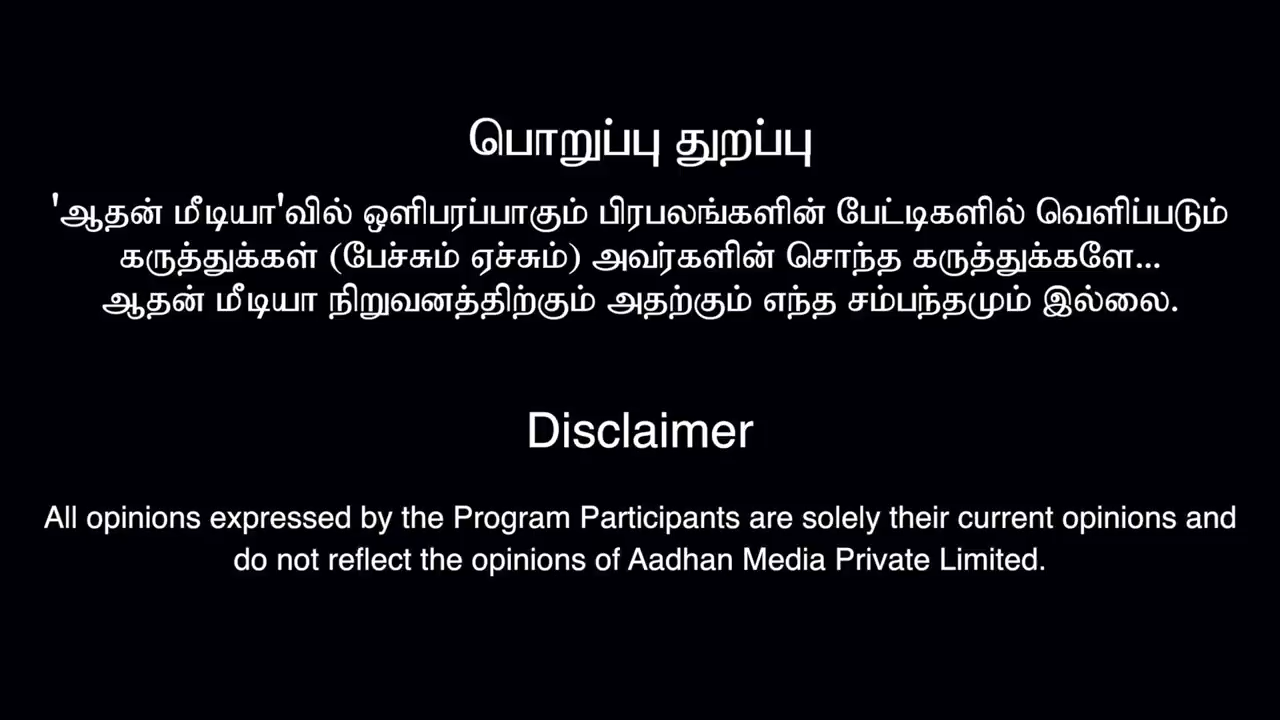 பொறுப்பு துறப்பு
'ஆதன் மீடியா'வில் ஒளிபரப்பாகும் பிரபலங்களின் பேட்டிகளில் வெளிப்படும்
கருத்துக்கள் (பேச்சும் ஏச்சும்) அவர்களின் சொந்த கருத்துக்களே...
ஆதன் மீடியா நிறுவனத்திற்கும் அதற்கும் எந்த சம்பந்தமும் இல்லை.
Disclaimer
All opinions expressed by the Program Participants are solely their current opinions and
do not reflect the opinions of Aadhan Media Private Limited.